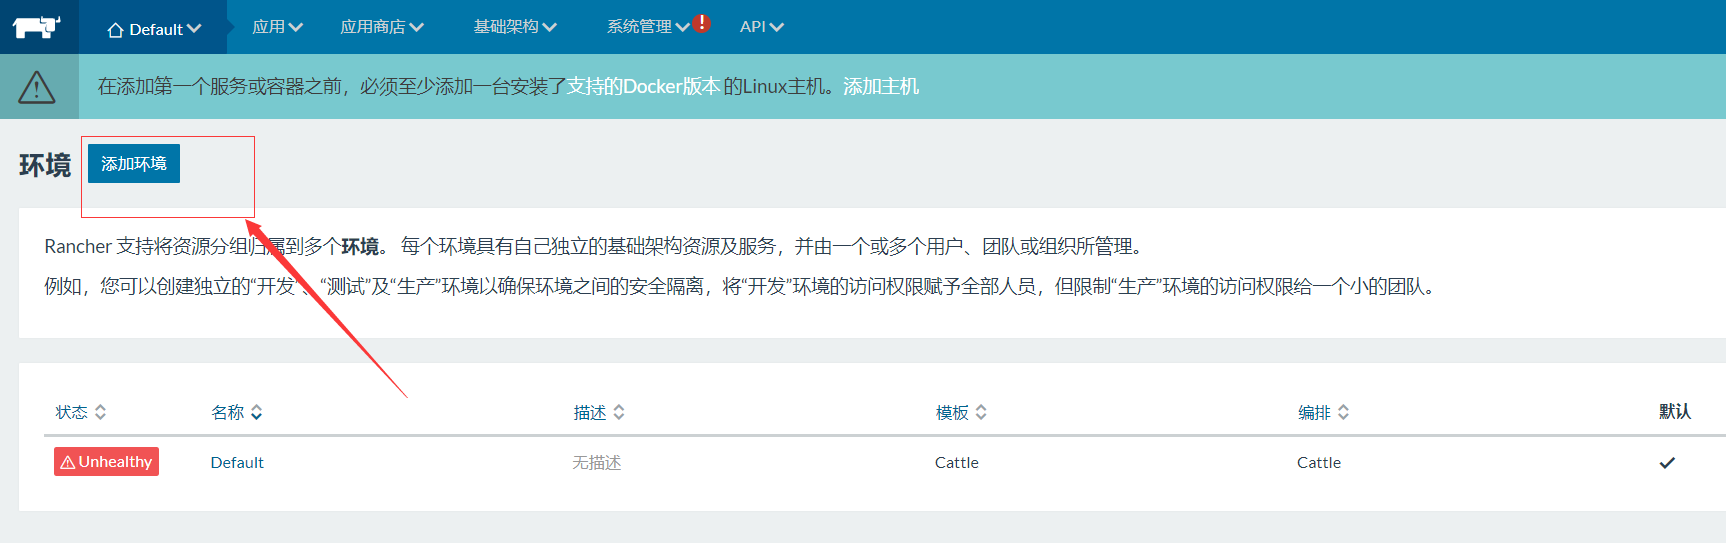 Default 应用 应用商店 基础架构 系统管理 API
在添加第一个服务或容器之前，必须至少添加一台安装了支持的Docker版本 的Linux主机。添加主机
环境 添加环境
Rancher 支持将资源分组归属到多个环境。 每个环境具有自己独立的基础架构资源及服务，并由一个或多个用户、团队或组织所管理。
例如，您可以创建独立的“开发”、“测试”及“生产”环境以确保环境之间的安全隔离，将“开发”环境的访问权限赋予全部人员，但限制“生产”环境的访问权限给一个小的团队。
状态 名称 描述 模板 编排 默认
Unhealthy Default 无描述 Cattle Cattle